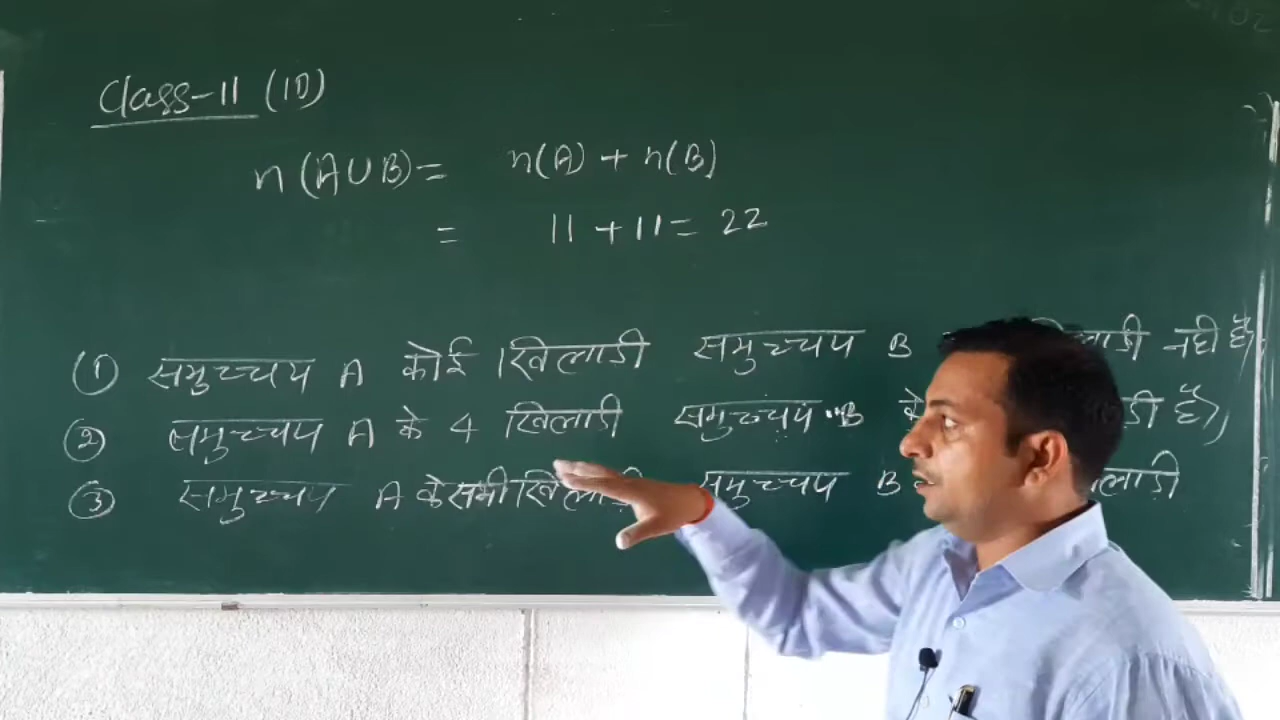 Class-11 (10)
n(A∪B)= n(A) + n(B)
= 11 + 11 = 22
① समुच्चय A कोई खिलाडी समुच्चय B नही है,
② समुच्चय A के 4 खिलाडी समुच्चय B के है,
③ समुच्चय A के सभी समुच्चय B